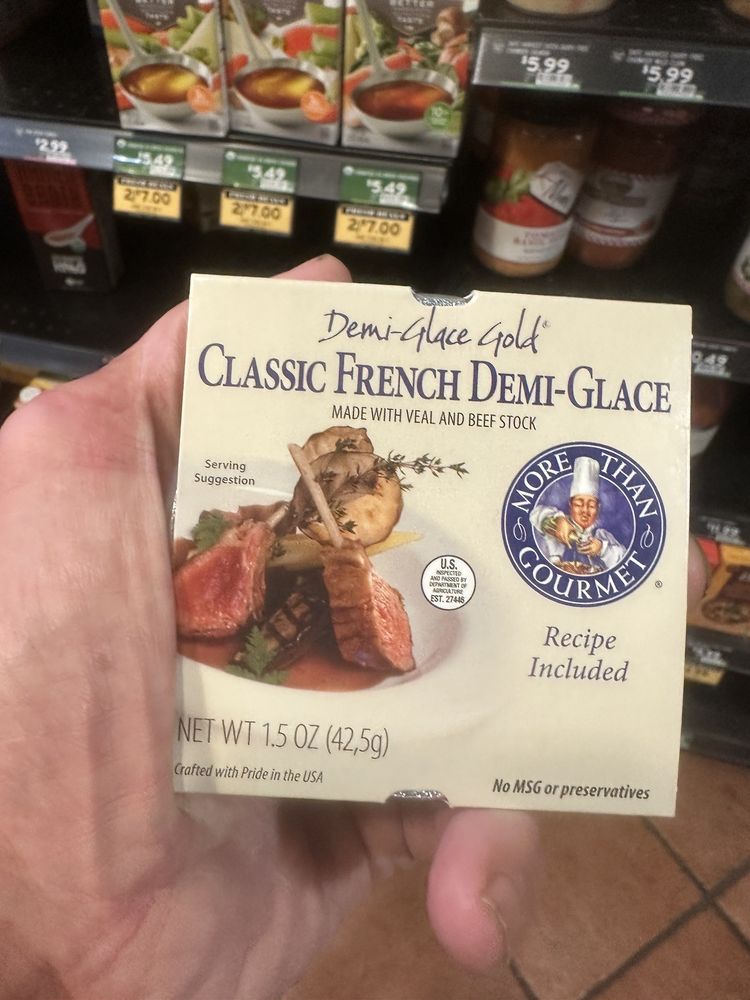 BETTER
TASTE
TASTE
$5.99
$5.99
$2.99
$5.49
$5.49
$5.49
2/$7.00
2/$7.00
2/$7.00
Demi-Glace Gold®
CLASSIC FRENCH DEMI-GLACE
MADE WITH VEAL AND BEEF STOCK
Serving
Suggestion
MORE THAN
GOURMET
®
U.S.
INSPECTED
AND PASSED BY
DEPARTMENT OF
AGRICULTURE
EST. 27446
Recipe
Included
NET WT 1.5 OZ (42,5g)
Crafted with Pride in the USA
No MSG or preservatives